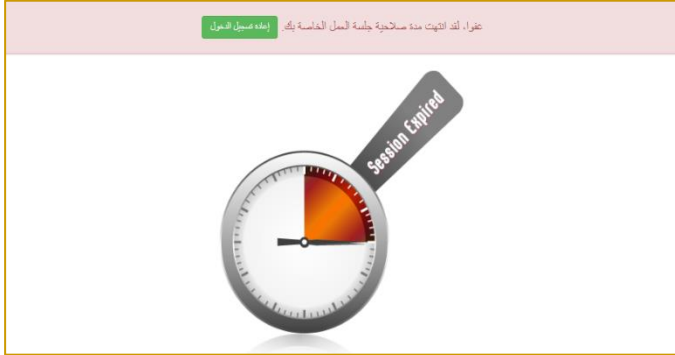 عفوا، لقد انتهت مدة صلاحية جلسة العمل الخاصة بك. إعادة تسجيل الدخول
Session Expired